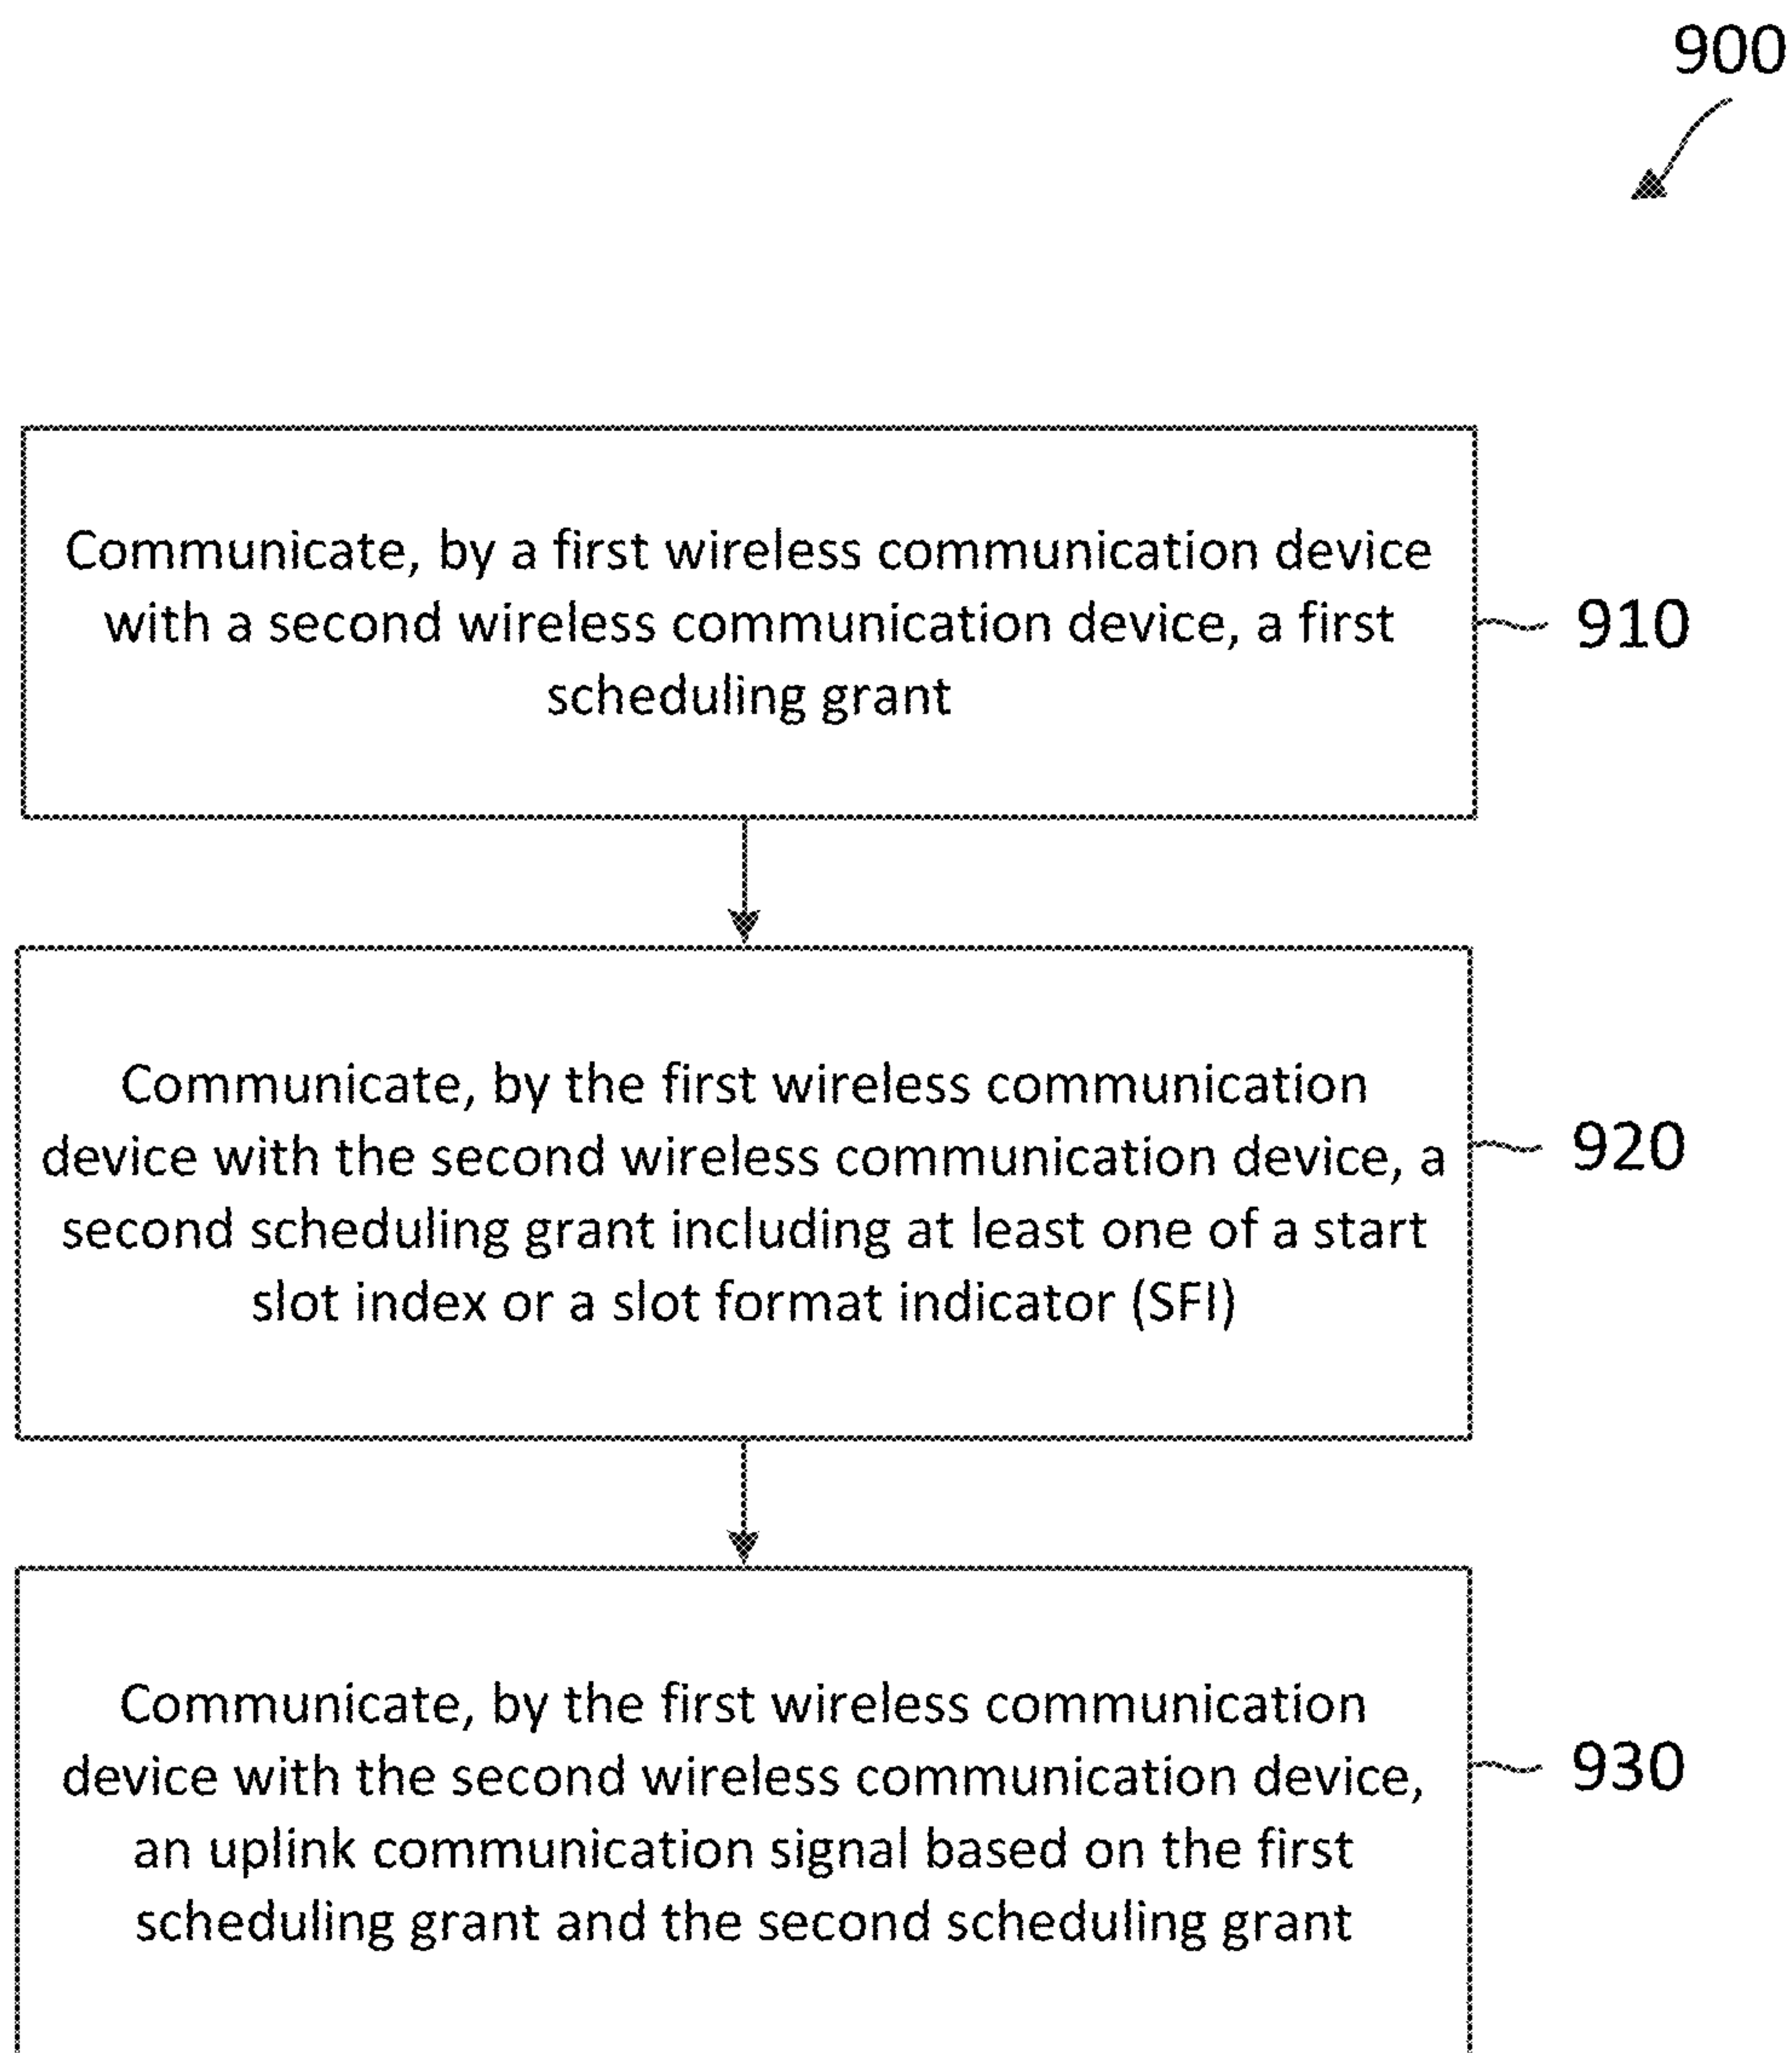 900
Communicate, by a first wireless communication device
with a second wireless communication device, a first
scheduling grant
910
Communicate, by the first wireless communication
device with the second wireless communication device, a
second scheduling grant including at least one of a start
slot index or a slot format indicator (SFI)
920
Communicate, by the first wireless communication
device with the second wireless communication device,
an uplink communication signal based on the first
scheduling grant and the second scheduling grant
930